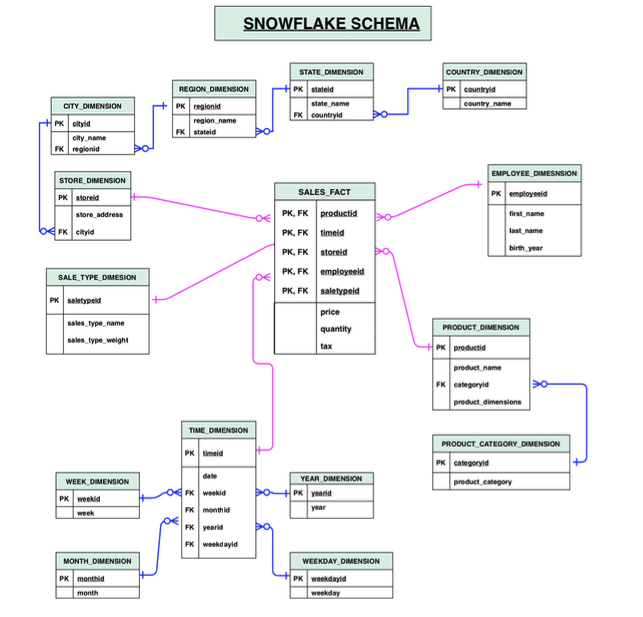 SNOWFLAKE SCHEMA
STATE_DIMENSION
PK stateid
state_name
FK countryid
COUNTRY_DIMENSION
PK countryid
country_name
REGION_DIMENSION
PK regionid
region_name
FK stateid
CITY_DIMENSION
PK cityid
city_name
FK regionid
STORE_DIMENSION
PK storeid
store_address
FK cityid
SALES_FACT
PK, FK productid
PK, FK timeid
PK, FK storeid
PK, FK employeeid
PK, FK saletypeid
price
quantity
tax
EMPLOYEE_DIMESNSION
PK employeeid
first_name
last_name
birth_year
SALE_TYPE_DIMESION
PK saletypeid
sales_type_name
sales_type_weight
PRODUCT_DIMENSION
PK productid
product_name
FK categoryid
product_dimensions
PRODUCT_CATEGORY_DIMENSION
PK categoryid
product_category
TIME_DIMENSION
PK timeid
date
FK weekid
FK monthid
FK yearid
FK weekdayid
WEEK_DIMENSION
PK weekid
week
YEAR_DIMENSION
PK yearid
year
MONTH_DIMENSION
PK monthid
month
WEEKDAY_DIMENSION
PK weekdayid
weekday